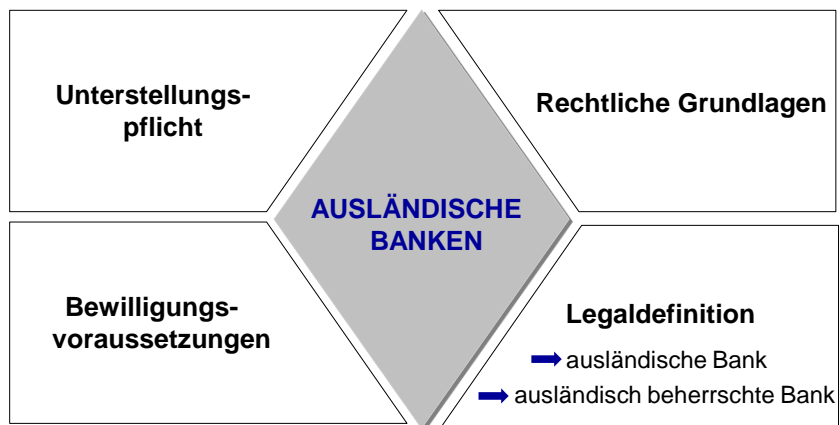 Unterstellungs-
pflicht
Rechtliche Grundlagen
AUSLÄNDISCHE
BANKEN
Bewilligungs-
voraussetzungen
Legaldefinition
ausländische Bank
ausländisch beherrschte Bank